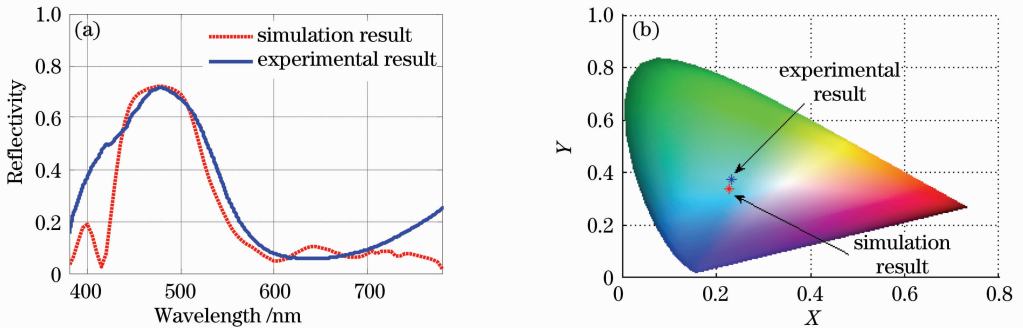 (a)
simulation result
experimental result
1.0
0.8
0.6
0.4
0.2
0
Reflectivity
400 500 600 700
Wavelength /nm
(b)
experimental
result
simulation
result
1.0
0.8
0.6
0.4
0.2
0
Y
0 0.2 0.4 0.6 0.8
X